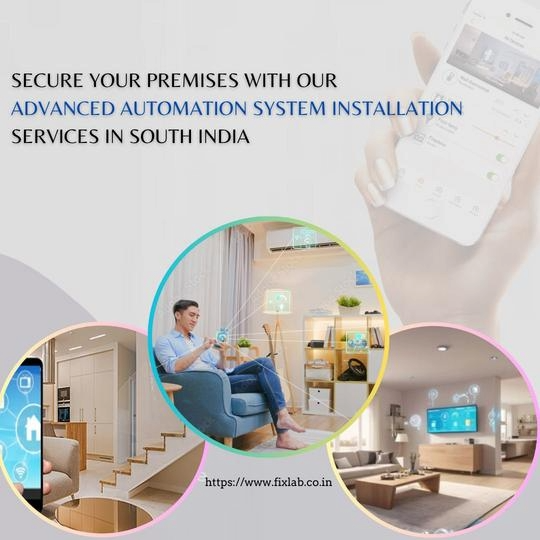 SECURE YOUR PREMISES WITH OUR
ADVANCED AUTOMATION SYSTEM INSTALLATION
SERVICES IN SOUTH INDIA
https://www.fixlab.co.in